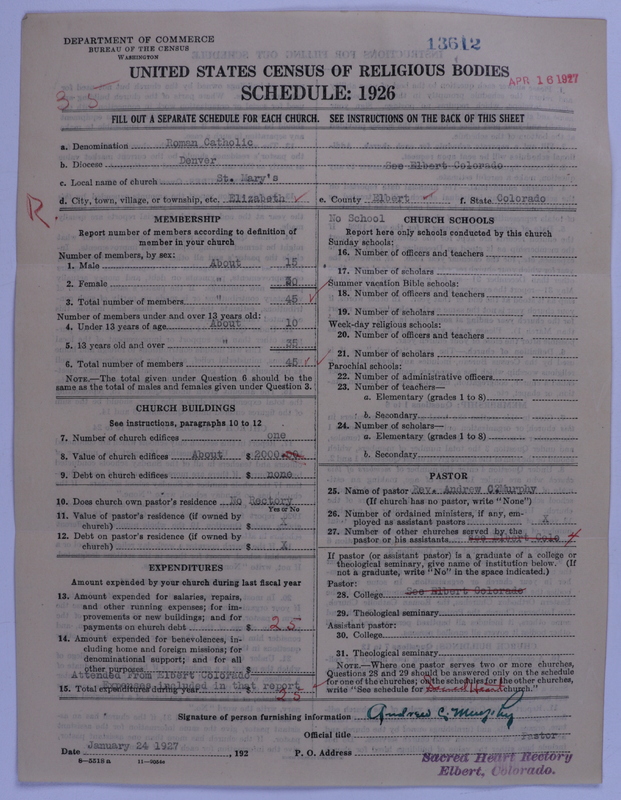 DEPARTMENT OF COMMERCE
BUREAU OF THE CENSUS
WASHINGTON
13612
UNITED STATES CENSUS OF RELIGIOUS BODIES
APR 16 1927
SCHEDULE: 1926
3 5
FILL OUT A SEPARATE SCHEDULE FOR EACH CHURCH. SEE INSTRUCTIONS ON THE BACK OF THIS SHEET
a. Denomination Roman Catholic
b. Diocese Denver See Elbert Colorado
c. Local name of church St. Mary's
d. City, town, village, or township, etc. Elizabeth e. County Elbert f. State Colorado
R
MEMBERSHIP
Report number of members according to definition of
member in your church
Number of members, by sex:
1. Male About 15
2. Female " 30
3. Total number of members 45
Number of members under and over 13 years old:
4. Under 13 years of age About 10
5. 13 years old and over " 35
6. Total number of members 45
NOTE.—The total given under Question 6 should be the
same as the total of males and females given under Question 3.
CHURCH BUILDINGS
See instructions, paragraphs 10 to 12
7. Number of church edifices one
8. Value of church edifices About $ 2000.00
9. Debt on church edifices $ none
10. Does church own pastor's residence No Rectory
Yes or No
11. Value of pastor's residence (if owned by
church) $ X
12. Debt on pastor's residence (if owned by
church) $ X
EXPENDITURES
Amount expended by your church during last fiscal year
13. Amount expended for salaries, repairs,
and other running expenses; for im-
provements or new buildings; and for
payments on church debt $ 25
14. Amount expended for benevolences, in-
cluding home and foreign missions; for
denominational support; and for all
other purposes $
Attended from Elbert Colorado
Expenses included in that report
15. Total expenditures during year $ 25
No School CHURCH SCHOOLS
Report here only schools conducted by this church
Sunday schools:
16. Number of officers and teachers
17. Number of scholars
Summer vacation Bible schools:
18. Number of officers and teachers
19. Number of scholars
Week-day religious schools:
20. Number of officers and teachers
21. Number of scholars
Parochial schools:
22. Number of administrative officers
23. Number of teachers—
a. Elementary (grades 1 to 8)
b. Secondary
24. Number of scholars—
a. Elementary (grades 1 to 8)
b. Secondary
PASTOR
25. Name of pastor Rev. Andrew C. Murphy
(If church has no pastor, write "None")
26. Number of ordained ministers, if any, em-
ployed as assistant pastors X
27. Number of other churches served by the
pastor or his assistants See Elbert Colo 4
If pastor (or assistant pastor) is a graduate of a college or
theological seminary, give name of institution below. (If
not a graduate, write "No" in the space indicated.)
Pastor:
28. College See Elbert Colorado
29. Theological seminary
Assistant pastor:
30. College
31. Theological seminary
NOTE.—Where one pastor serves two or more churches,
Questions 28 and 29 should be answered only on the schedule
for one of the churches; on the schedules for the other churches,
write "See schedule for Sacred Heart church."
Signature of person furnishing information Andrew C. Murphy
Official title Pastor
Date January 24 1927, 192 P. O. Address Sacred Heart Rectory
Elbert, Colorado.
8—5518 a